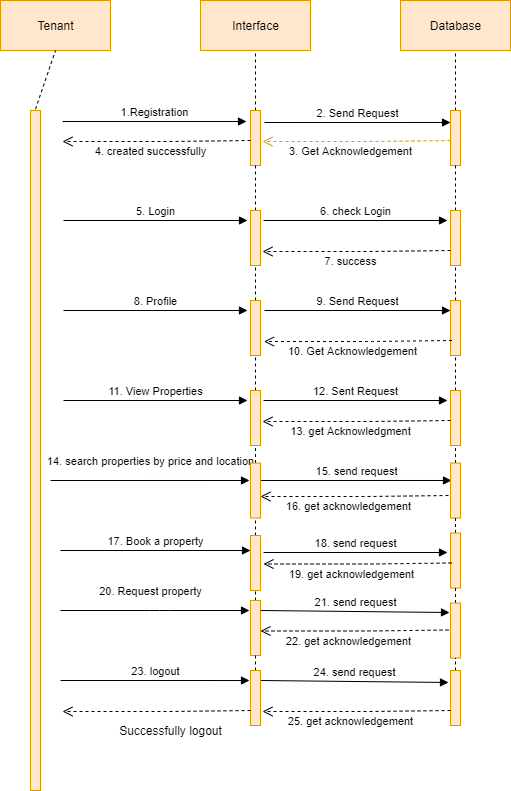 Tenant
Interface
Database
1.Registration
2. Send Request
4. created successfully
3. Get Acknowledgement
5. Login
6. check Login
7. success
8. Profile
9. Send Request
10. Get Acknowledgement
11. View Properties
12. Sent Request
13. get Acknowledgment
14. search properties by price and location
15. send request
16. get acknowledgement
17. Book a property
18. send request
19. get acknowledgement
20. Request property
21. send request
22. get acknowledgement
23. logout
24. send request
25. get acknowledgement
Successfully logout